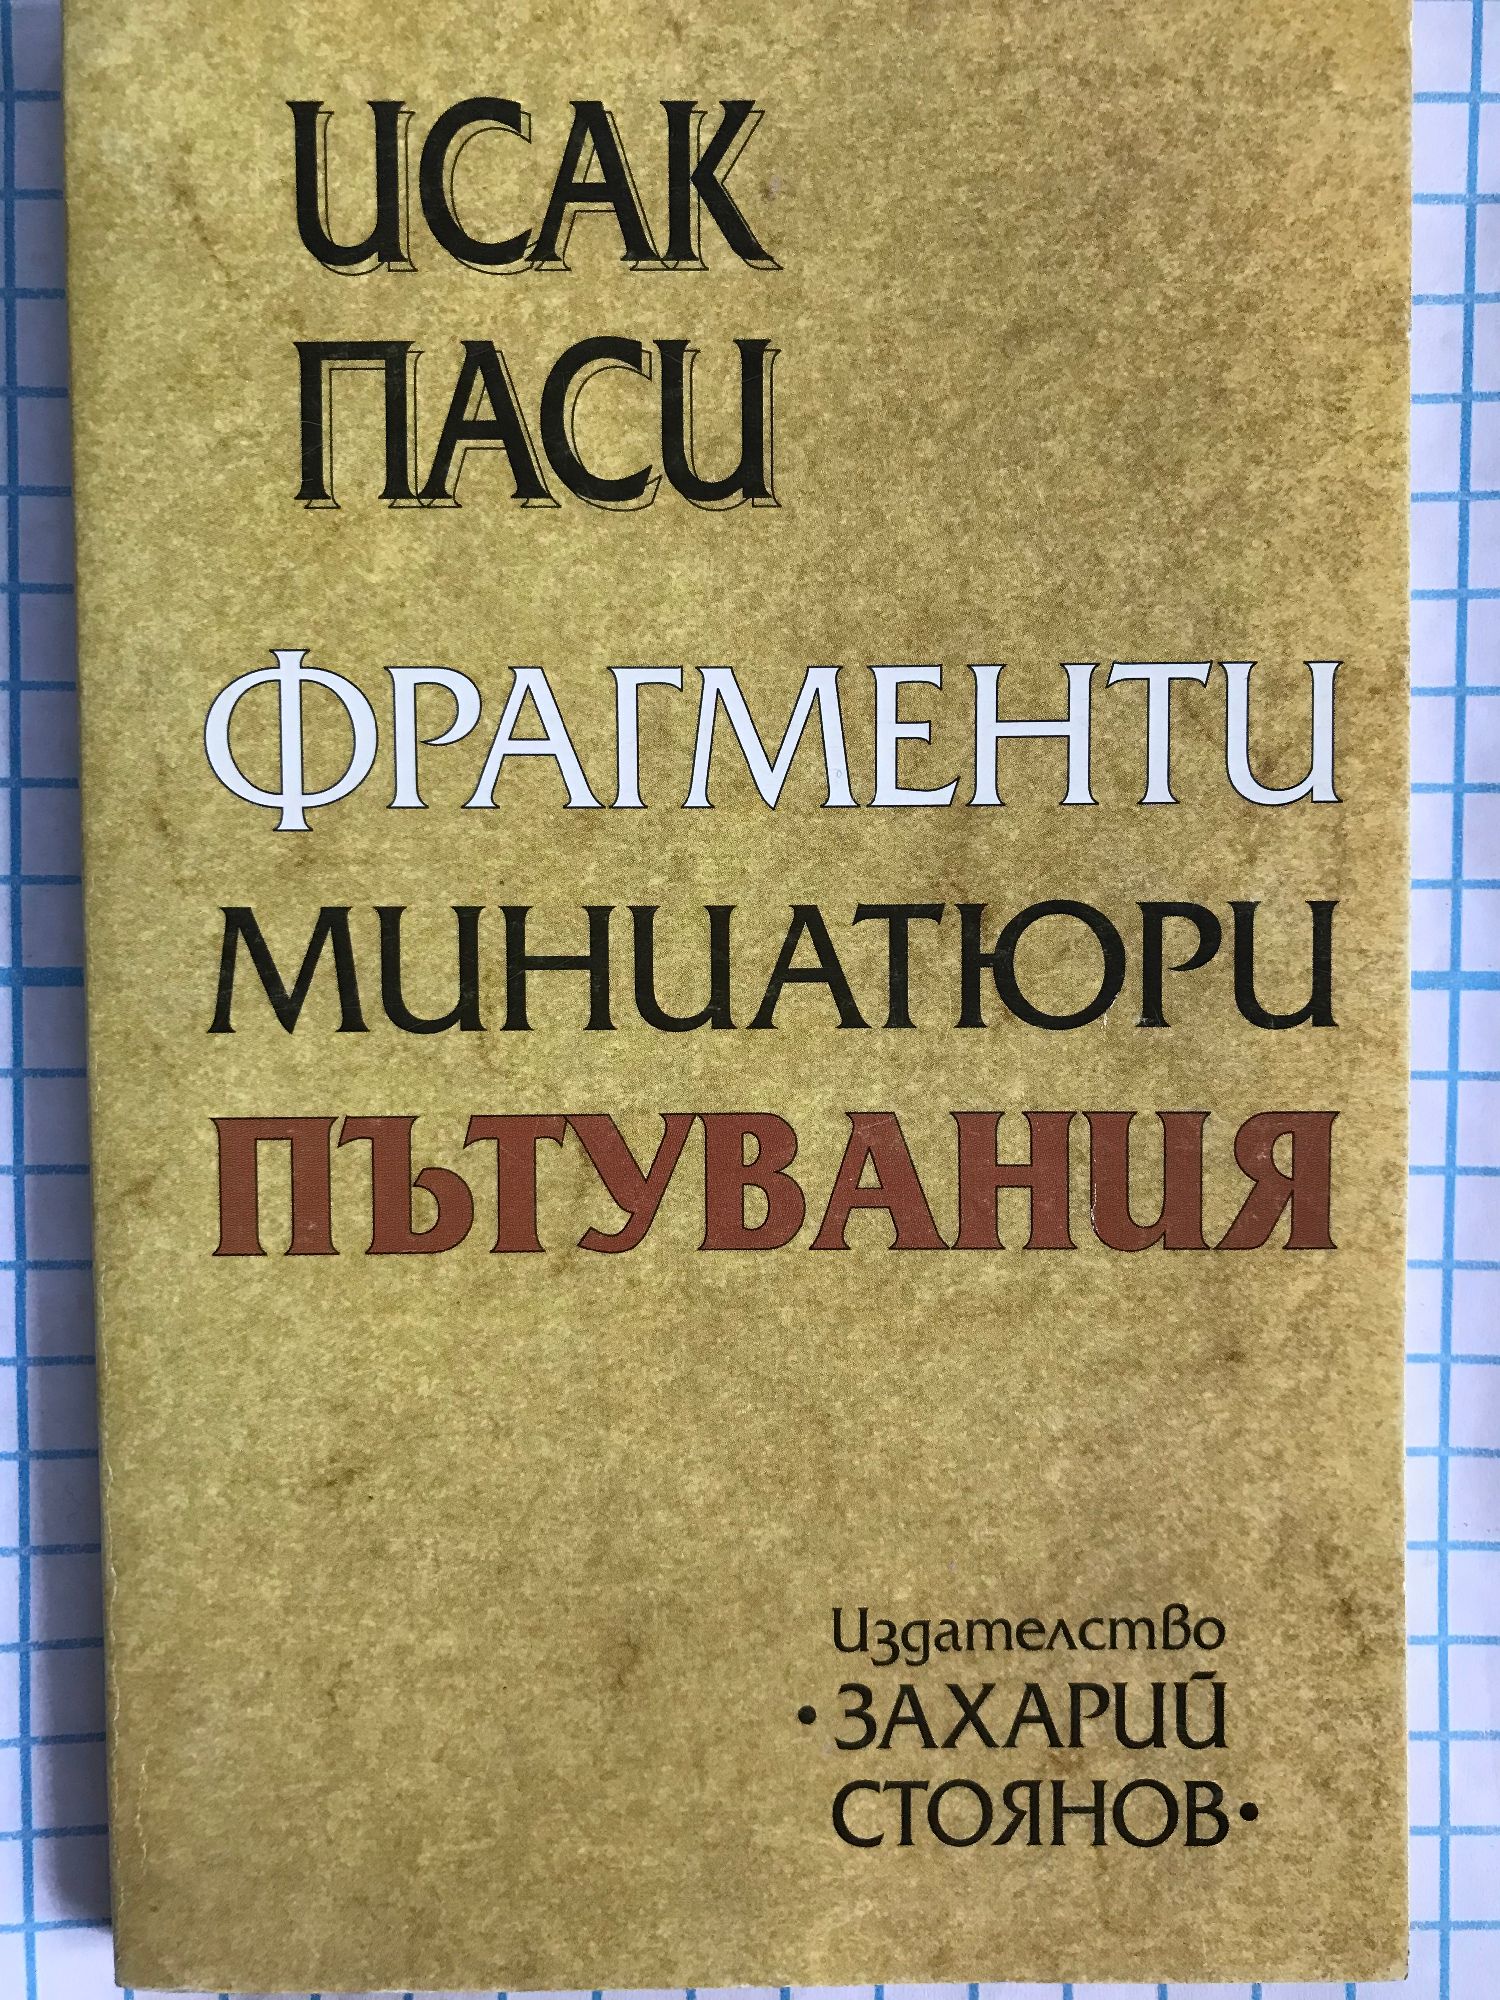 ИСАК
ПАСИ
ФРАГМЕНТИ
МИНИАТЮРИ
ПЪТУВАНИЯ
Издателство
•ЗАХАРИЙ
СТОЯНОВ•